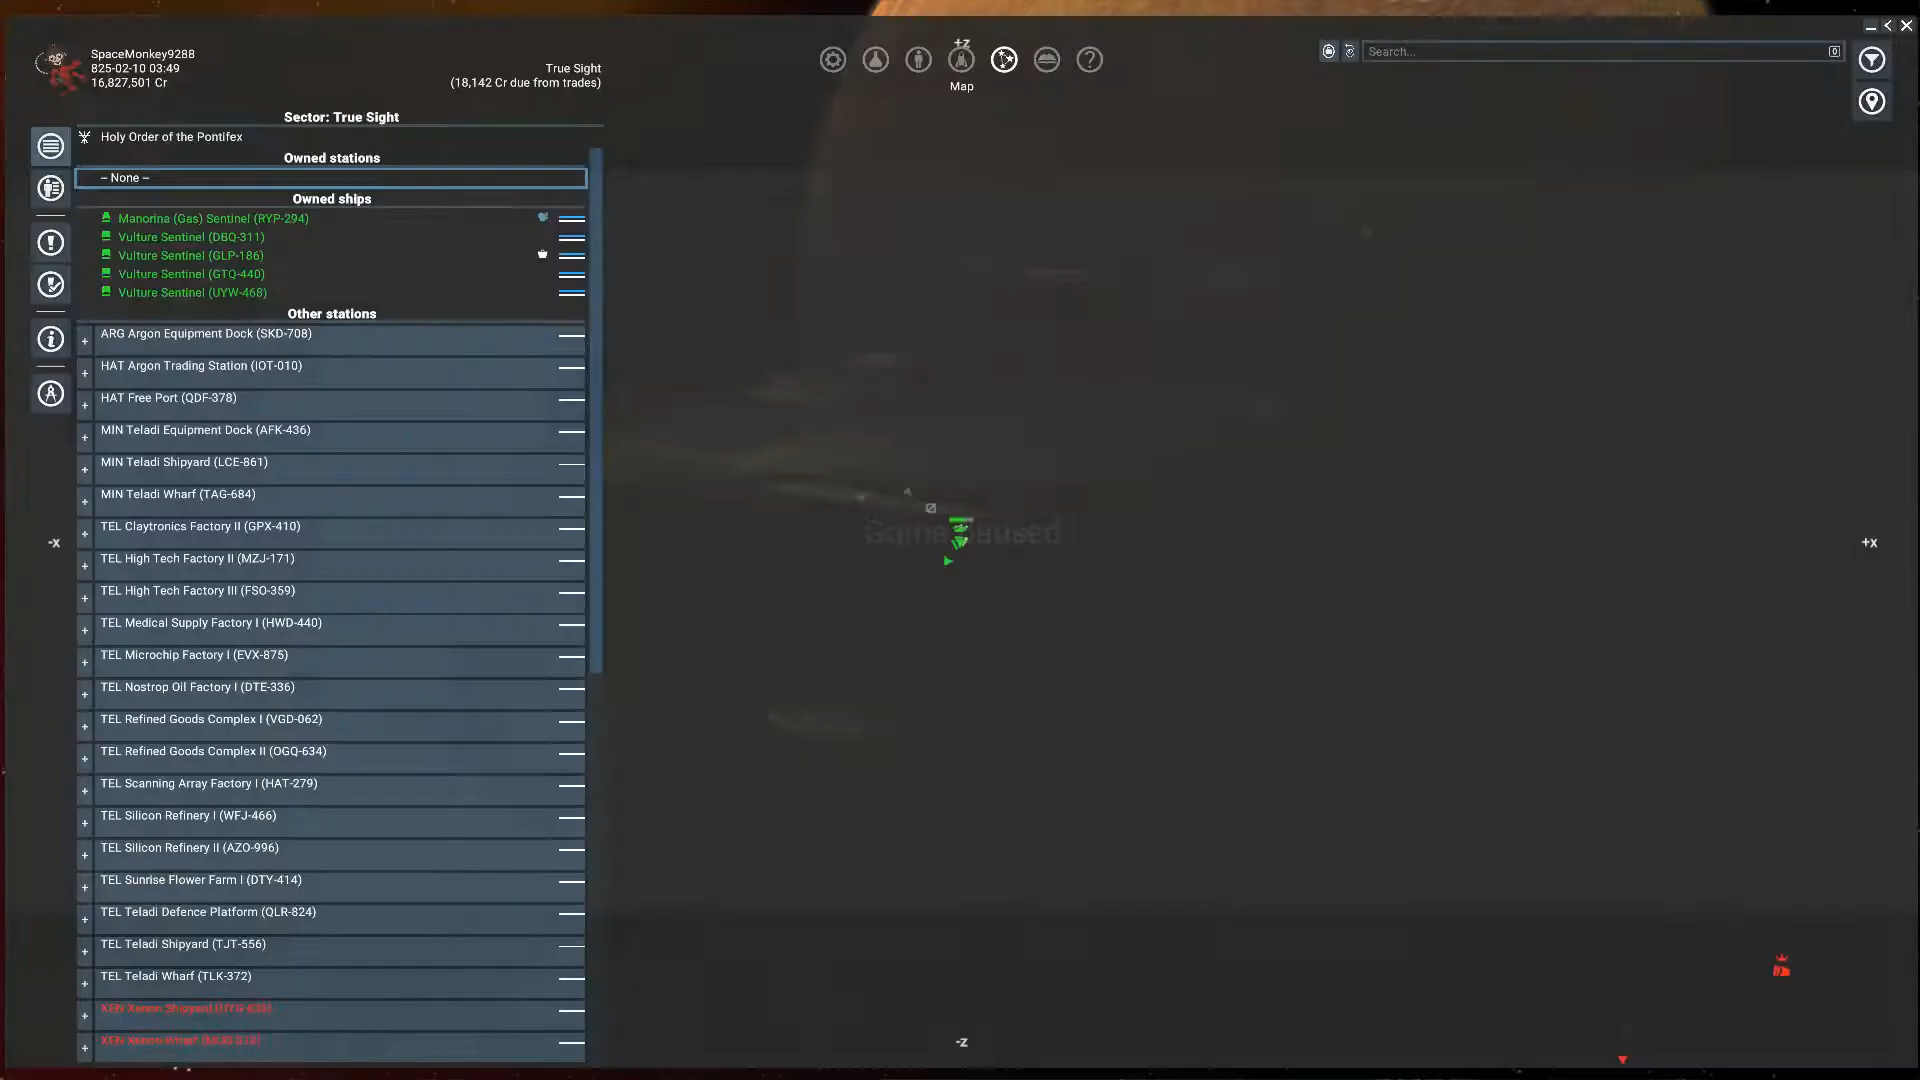 SpaceMonkey9288
825-02-10 03:49
16,827,501 Cr
True Sight
(18,142 Cr due from trades)
+Z
Map
Search...
Sector: True Sight
Holy Order of the Pontifex
Owned stations
– None –
Owned ships
Manorina (Gas) Sentinel (RYP-294)
Vulture Sentinel (DBQ-311)
Vulture Sentinel (GLP-186)
Vulture Sentinel (GTQ-440)
Vulture Sentinel (UYW-468)
Other stations
+ ARG Argon Equipment Dock (SKD-708)
+ HAT Argon Trading Station (IOT-010)
+ HAT Free Port (QDF-378)
+ MIN Teladi Equipment Dock (AFK-436)
+ MIN Teladi Shipyard (LCE-861)
+ MIN Teladi Wharf (TAG-684)
+ TEL Claytronics Factory II (GPX-410)
+ TEL High Tech Factory II (MZJ-171)
+ TEL High Tech Factory III (FSO-359)
+ TEL Medical Supply Factory I (HWD-440)
+ TEL Microchip Factory I (EVX-875)
+ TEL Nostrop Oil Factory I (DTE-336)
+ TEL Refined Goods Complex I (VGD-062)
+ TEL Refined Goods Complex II (OGQ-634)
+ TEL Scanning Array Factory I (HAT-279)
+ TEL Silicon Refinery I (WFJ-466)
+ TEL Silicon Refinery II (AZO-996)
+ TEL Sunrise Flower Farm I (DTY-414)
+ TEL Teladi Defence Platform (QLR-824)
+ TEL Teladi Shipyard (TJT-556)
+ TEL Teladi Wharf (TLK-372)
+ Xenon Shipyard
+ Xenon Wharf
-X
Game Paused
+X
-Z